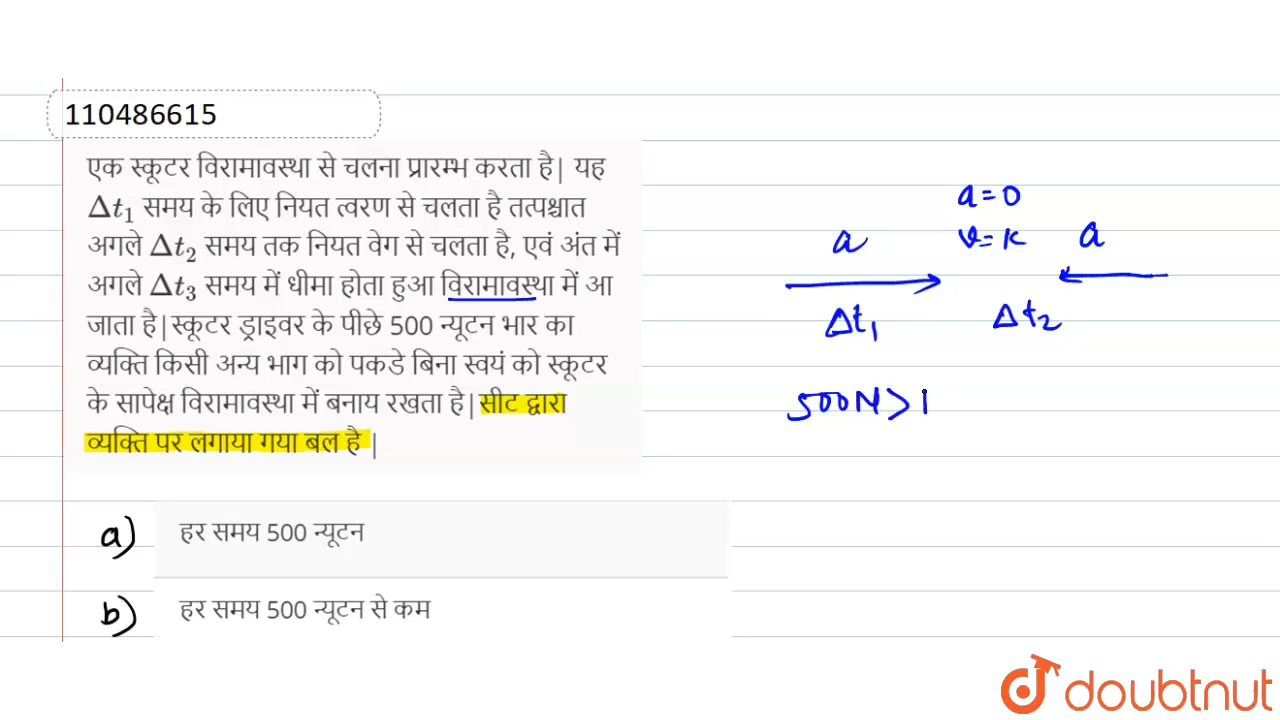 110486615
एक स्कूटर विरामावस्था से चलना प्रारम्भ करता है| यह
Δt₁ समय के लिए नियत त्वरण से चलता है तत्पश्चात
अगले Δt₂ समय तक नियत वेग से चलता है, एवं अंत में
अगले Δt₃ समय में धीमा होता हुआ विरामावस्था में आ
जाता है|स्कूटर ड्राइवर के पीछे 500 न्यूटन भार का
व्यक्ति किसी अन्य भाग को पकडे बिना स्वयं को स्कूटर
के सापेक्ष विरामावस्था में बनाय रखता है| सीट द्वारा
व्यक्ति पर लगाया गया बल है |
a) हर समय 500 न्यूटन
b) हर समय 500 न्यूटन से कम
a = 0
a v = k a
Δt₁ Δt₂
500N >
doubtnut